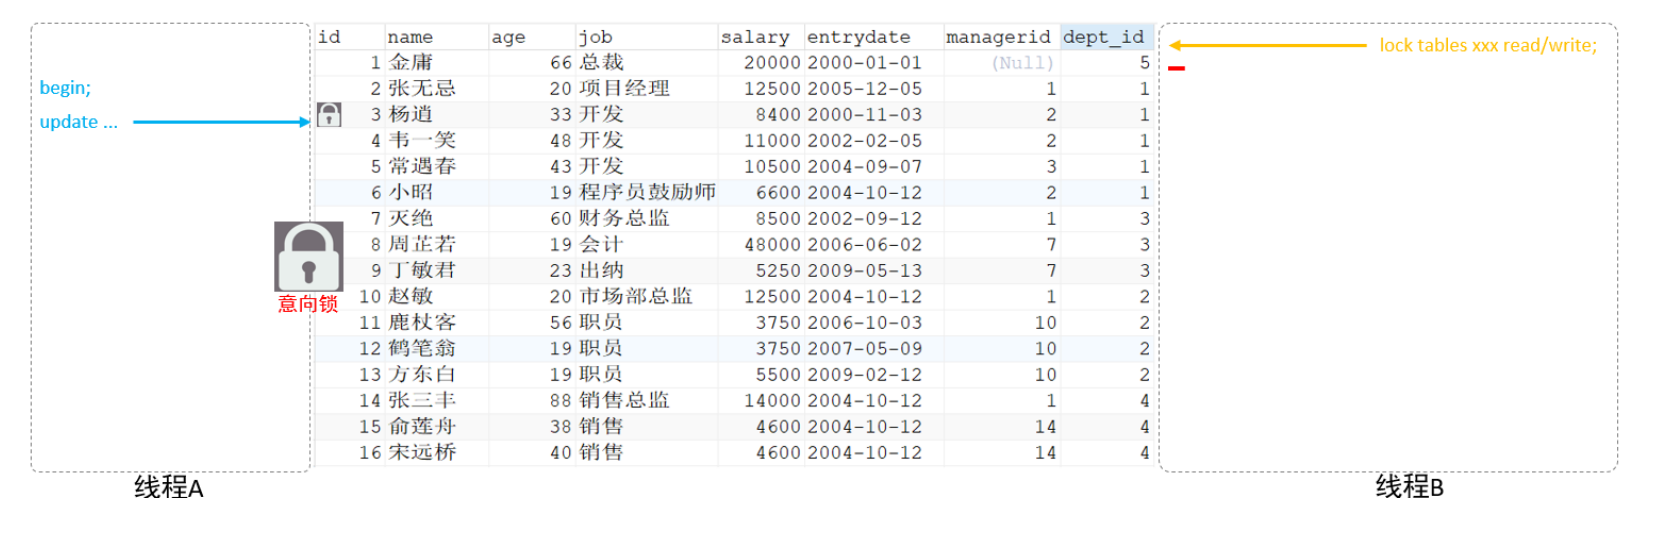 id name age job salary entrydate managerid dept_id
lock tables xxx read/write;
1 金庸 66 总裁 20000 2000-01-01 (Null) 5
begin;
2 张无忌 20 项目经理 12500 2005-12-05 1 1
update ...
3 杨逍 33 开发 8400 2000-11-03 2 1
4 韦一笑 48 开发 11000 2002-02-05 2 1
5 常遇春 43 开发 10500 2004-09-07 3 1
6 小昭 19 程序员鼓励师 6600 2004-10-12 2 1
7 灭绝 60 财务总监 8500 2002-09-12 1 3
8 周芷若 19 会计 48000 2006-06-02 7 3
9 丁敏君 23 出纳 5250 2009-05-13 7 3
意向锁
10 赵敏 20 市场部总监 12500 2004-10-12 1 2
11 鹿杖客 56 职员 3750 2006-10-03 10 2
12 鹤笔翁 19 职员 3750 2007-05-09 10 2
13 方东白 19 职员 5500 2009-02-12 10 2
14 张三丰 88 销售总监 14000 2004-10-12 1 4
15 俞莲舟 38 销售 4600 2004-10-12 14 4
16 宋远桥 40 销售 4600 2004-10-12 14 4
线程A
线程B